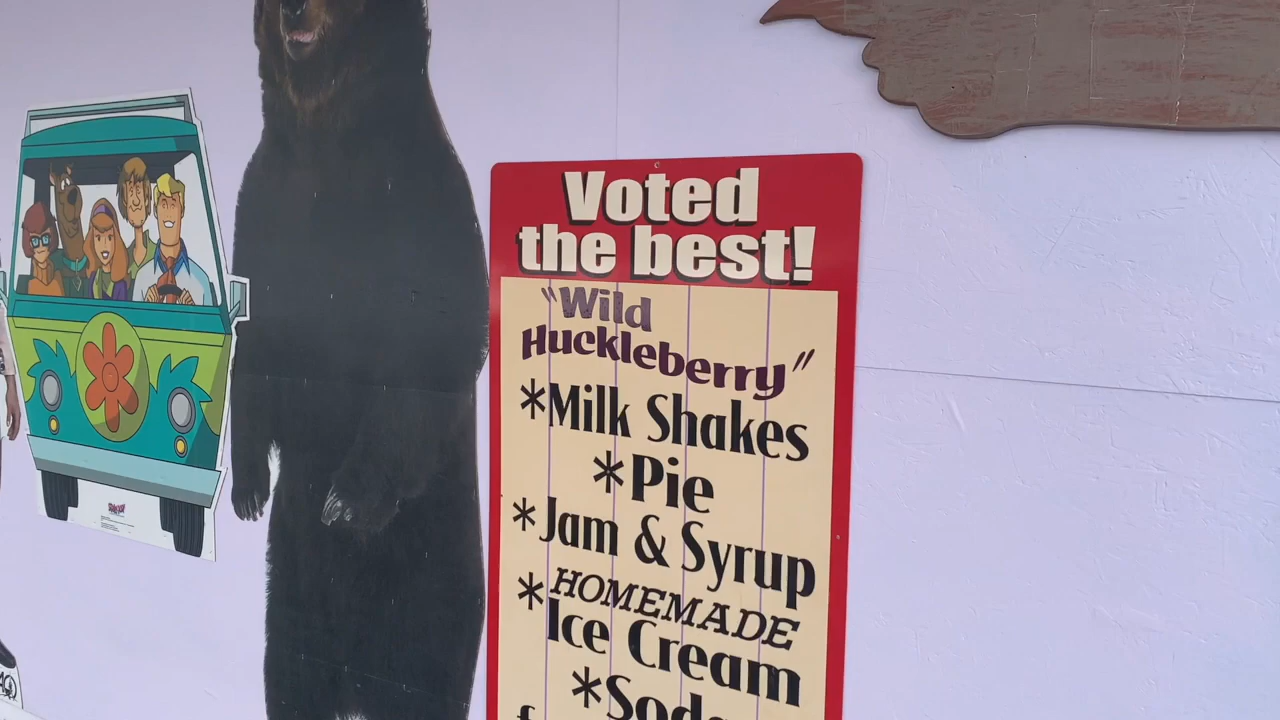 Voted
the best!
"Wild
Huckleberry"
*Milk Shakes
*Pie
*Jam & Syrup
*HOMEMADE
Ice Cream